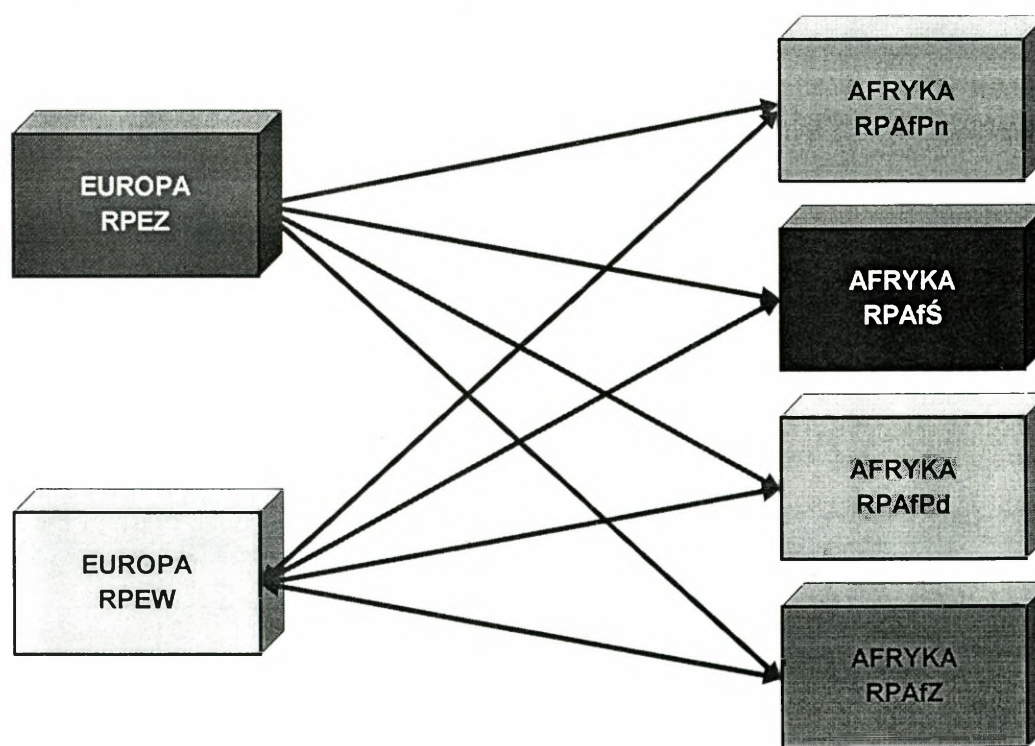 EUROPA
RPEZ
EUROPA
RPEW
AFRYKA
RPAfPn
AFRYKA
RPAfŚ
AFRYKA
RPAfPd
AFRYKA
RPAfZ